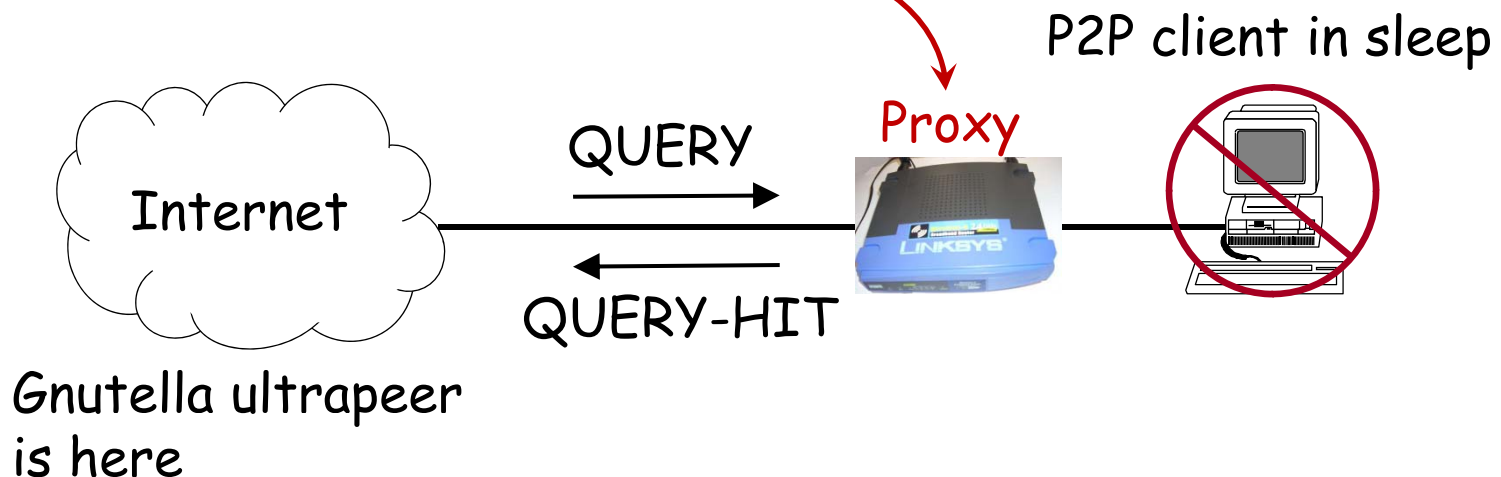 P2P client in sleep
Proxy
QUERY
Internet
LINKSYS
QUERY-HIT
Gnutella ultrapeer
is here